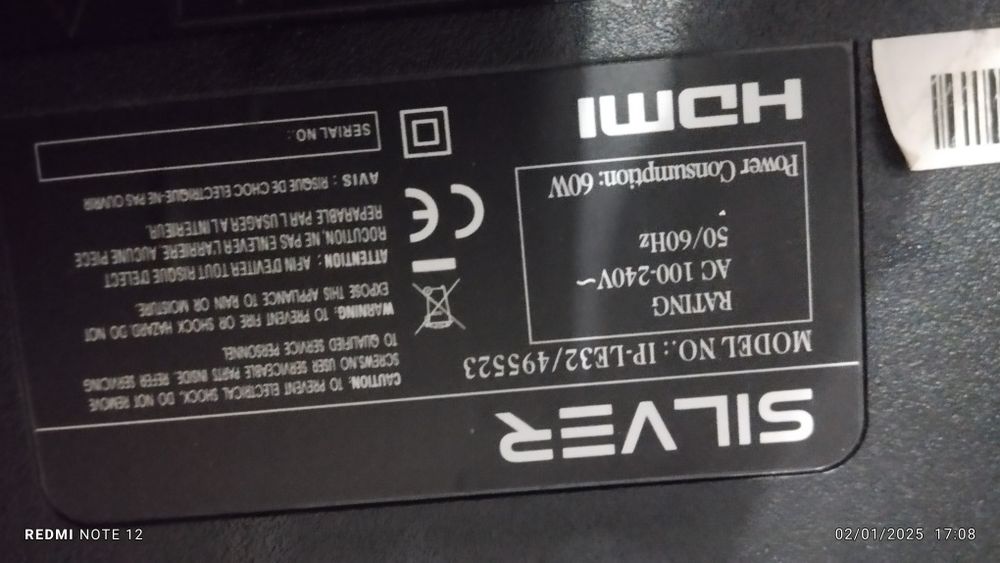 SILVER
MODEL NO.: IP-LE32/495523
RATING
AC 100-240V~
50/60Hz
Power Consumption: 60W
HDMI
CAUTION. TO PREVENT ELECTRICAL SHOCK, DO NOT REMOVE
SCREWS.NO USER SERVICEABLE PARTS INSIDE. REFER SERVICING
TO QUALIFIED SERVICE PERSONNEL
WARNING: TO PREVENT FIRE OR SHOCK HAZARD. DO NOT
EXPOSE THIS APPLIANCE TO RAIN OR MOISTURE.
ATTENTION : AFIN D'EVITER TOUT RISQUE D'ELECT
ROCUTION, NE PAS ENLEVER L'ARRIERE, AUCUNE PIECE
REPARABLE PAR L'USAGER A L'INTERIEUR.
AVIS : RISQUE DE CHOC ELECTRIQUE-NE PAS OUVRIR
SERIAL NO.:
CE
REDMI NOTE 12
02/01/2025 17:08